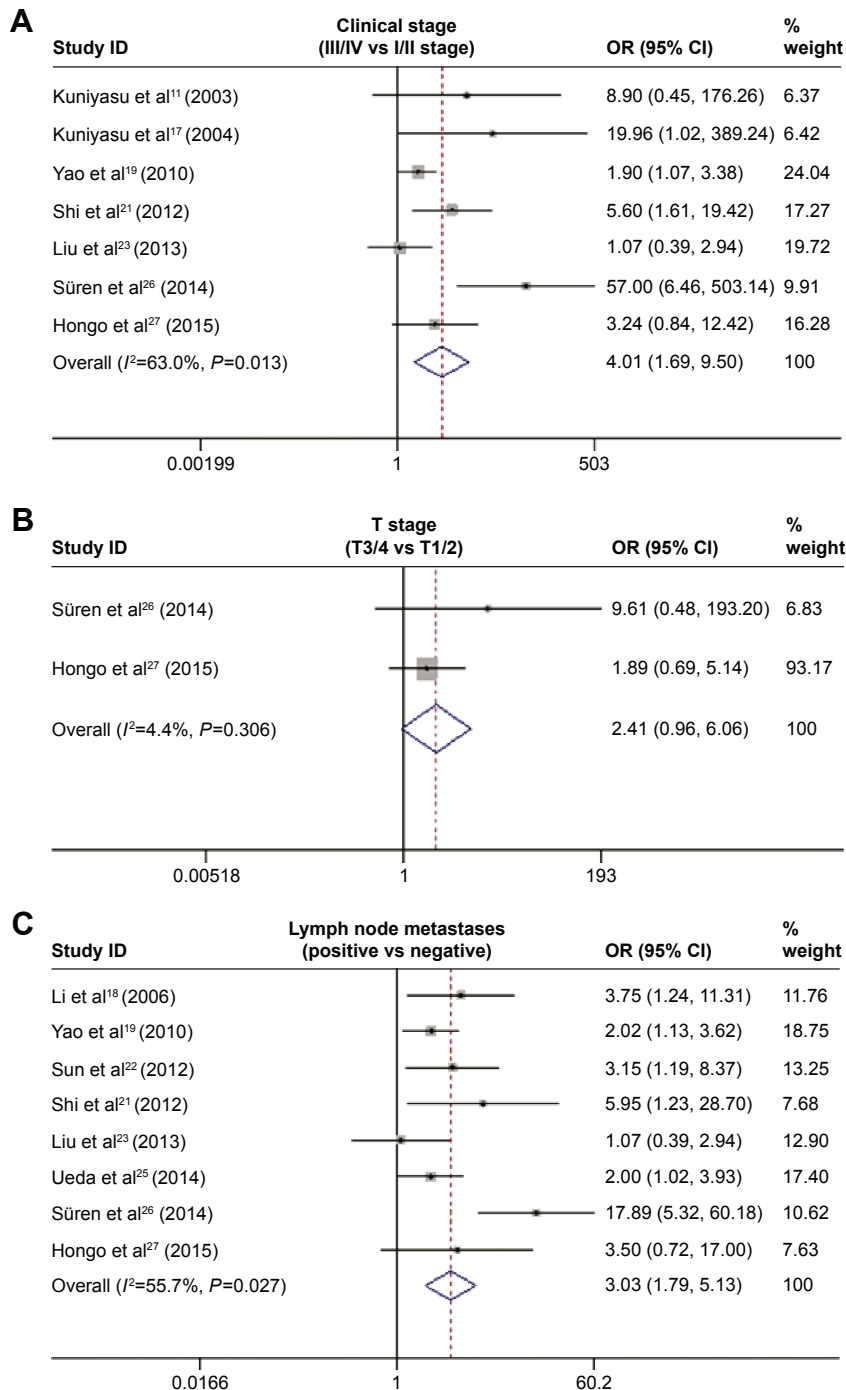 A
Clinical stage
(III/IV vs I/II stage)
Study ID OR (95% CI) % weight
Kuniyasu et al¹¹ (2003) 8.90 (0.45, 176.26) 6.37
Kuniyasu et al¹⁷ (2004) 19.96 (1.02, 389.24) 6.42
Yao et al¹⁹ (2010) 1.90 (1.07, 3.38) 24.04
Shi et al²¹ (2012) 5.60 (1.61, 19.42) 17.27
Liu et al²³ (2013) 1.07 (0.39, 2.94) 19.72
Süren et al²⁶ (2014) 57.00 (6.46, 503.14) 9.91
Hongo et al²⁷ (2015) 3.24 (0.84, 12.42) 16.28
Overall (I²=63.0%, P=0.013) 4.01 (1.69, 9.50) 100
0.00199 1 503
B
T stage
(T3/4 vs T1/2)
Study ID OR (95% CI) % weight
Süren et al²⁶ (2014) 9.61 (0.48, 193.20) 6.83
Hongo et al²⁷ (2015) 1.89 (0.69, 5.14) 93.17
Overall (I²=4.4%, P=0.306) 2.41 (0.96, 6.06) 100
0.00518 1 193
C
Lymph node metastases
(positive vs negative)
Study ID OR (95% CI) % weight
Li et al¹⁸ (2006) 3.75 (1.24, 11.31) 11.76
Yao et al¹⁹ (2010) 2.02 (1.13, 3.62) 18.75
Sun et al²² (2012) 3.15 (1.19, 8.37) 13.25
Shi et al²¹ (2012) 5.95 (1.23, 28.70) 7.68
Liu et al²³ (2013) 1.07 (0.39, 2.94) 12.90
Ueda et al²⁵ (2014) 2.00 (1.02, 3.93) 17.40
Süren et al²⁶ (2014) 17.89 (5.32, 60.18) 10.62
Hongo et al²⁷ (2015) 3.50 (0.72, 17.00) 7.63
Overall (I²=55.7%, P=0.027) 3.03 (1.79, 5.13) 100
0.0166 1 60.2